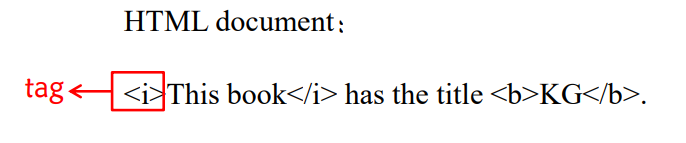 HTML document:
tag <i>This book</i> has the title <b>KG</b>.